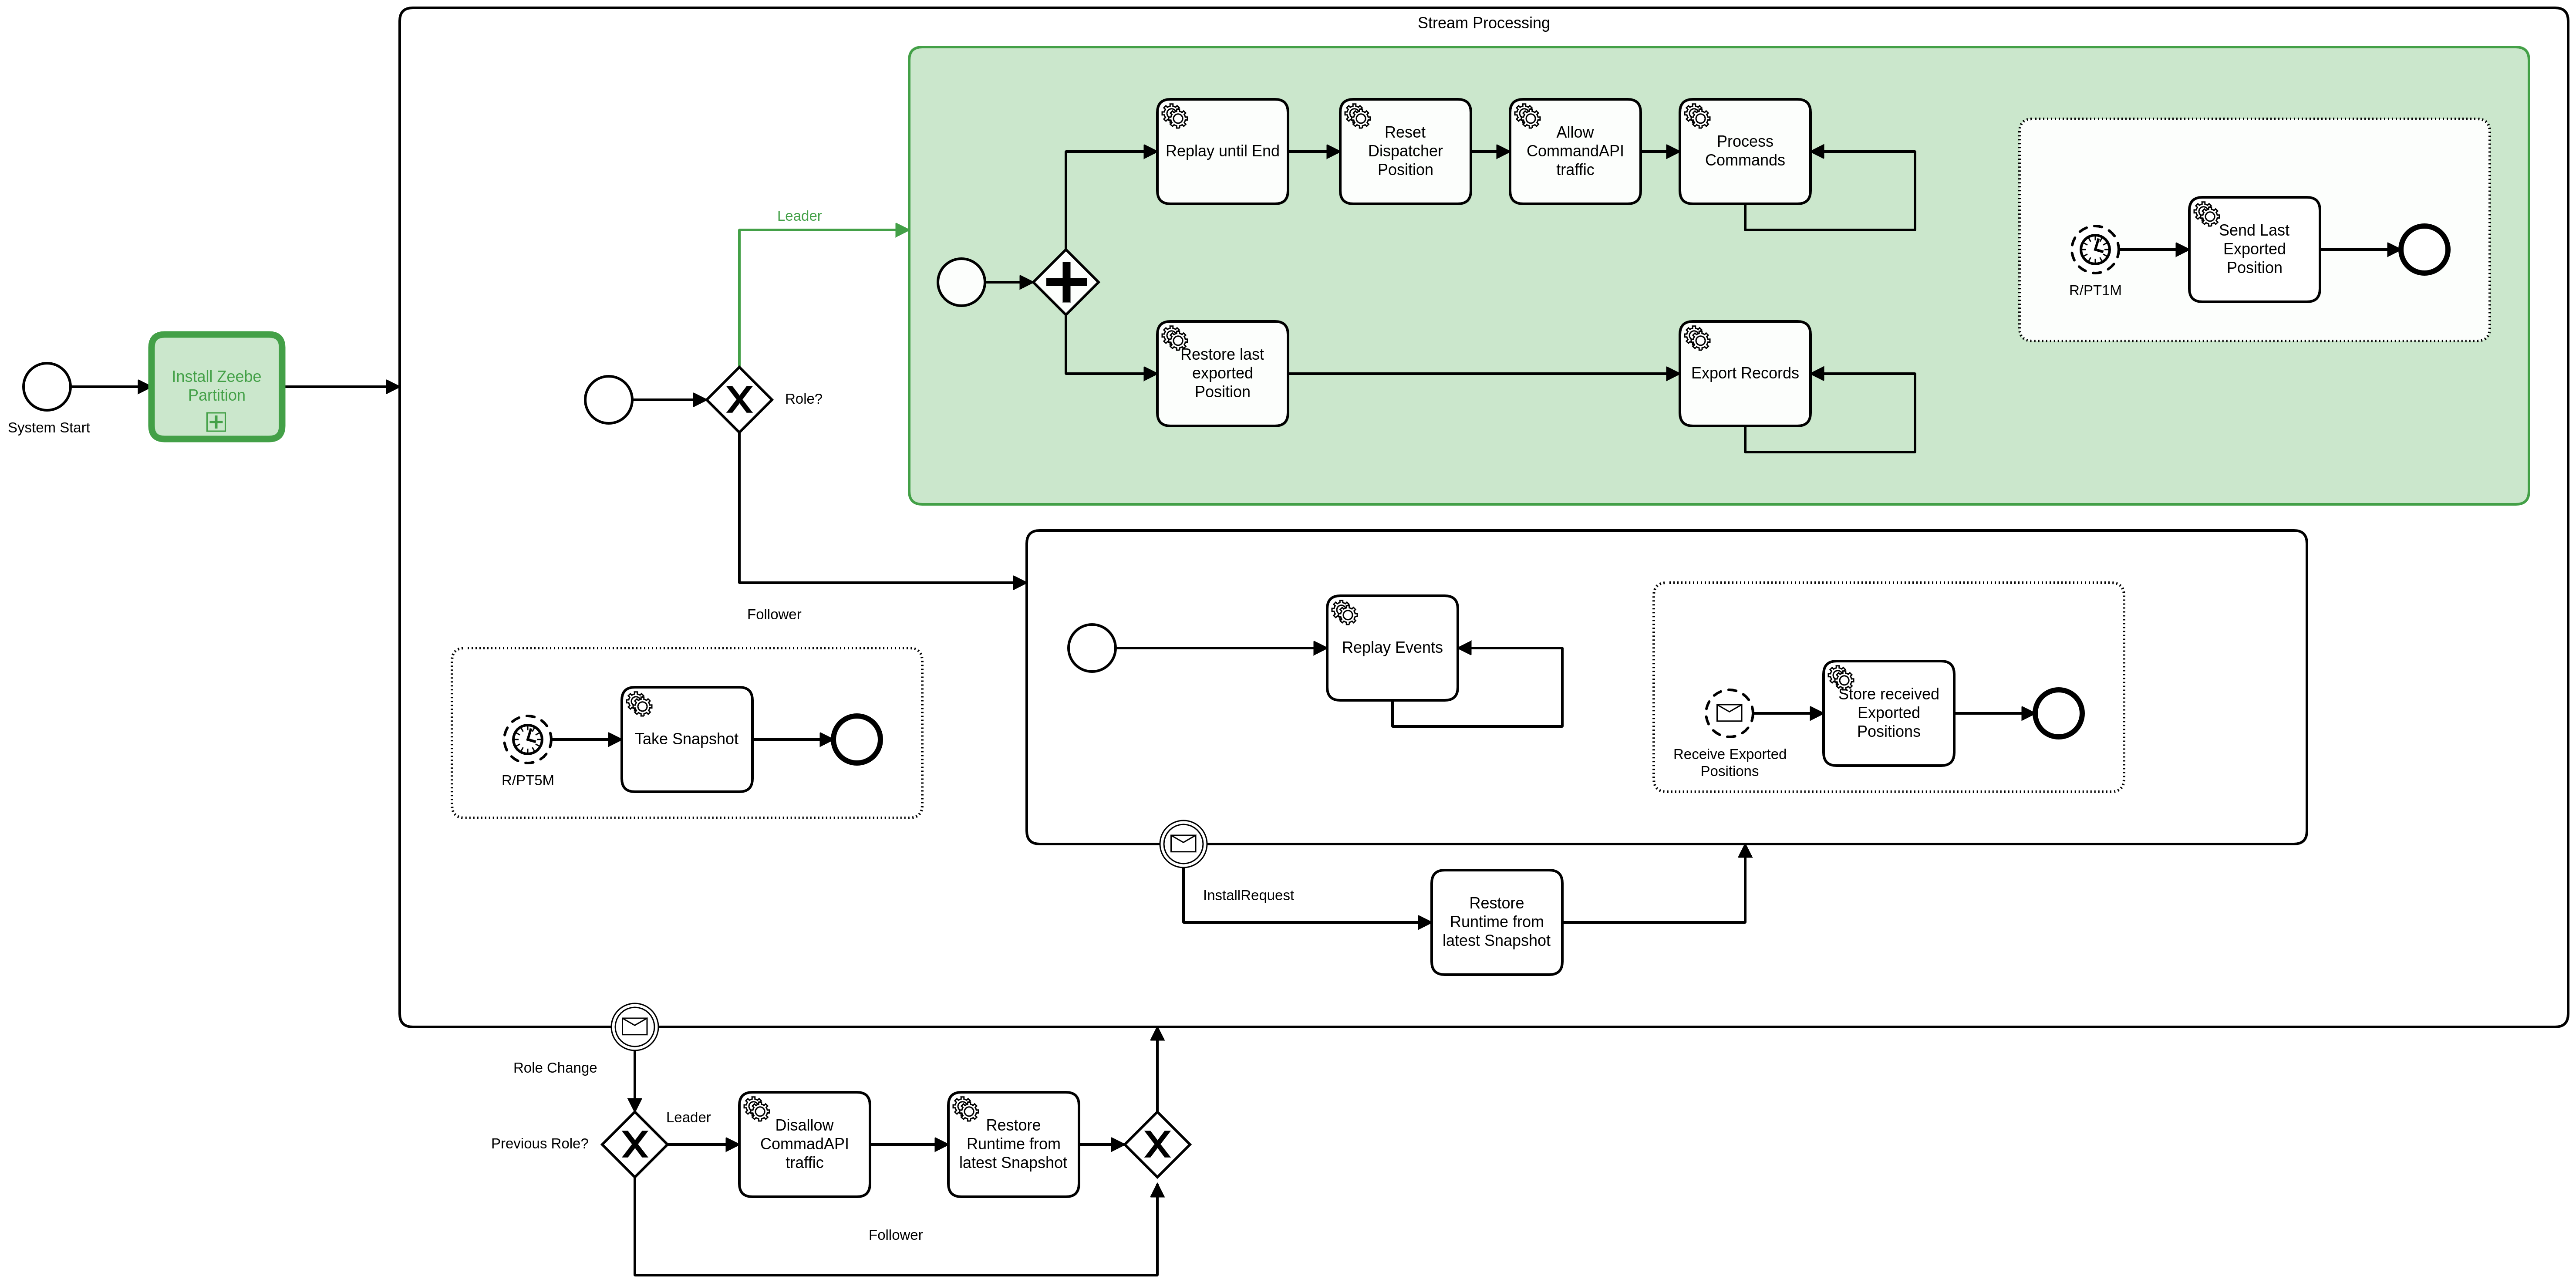 Stream Processing
Replay until End
Reset
Dispatcher
Position
Allow
CommandAPI
traffic
Process
Commands
Send Last
Exported
Position
R/PT1M
Leader
Restore last
exported
Position
Export Records
Install Zeebe
Partition
System Start
Role?
Follower
Replay Events
Store received
Exported
Positions
Receive Exported
Positions
Take Snapshot
R/PT5M
InstallRequest
Restore
Runtime from
latest Snapshot
Role Change
Leader
Previous Role?
Disallow
CommadAPI
traffic
Restore
Runtime from
latest Snapshot
Follower